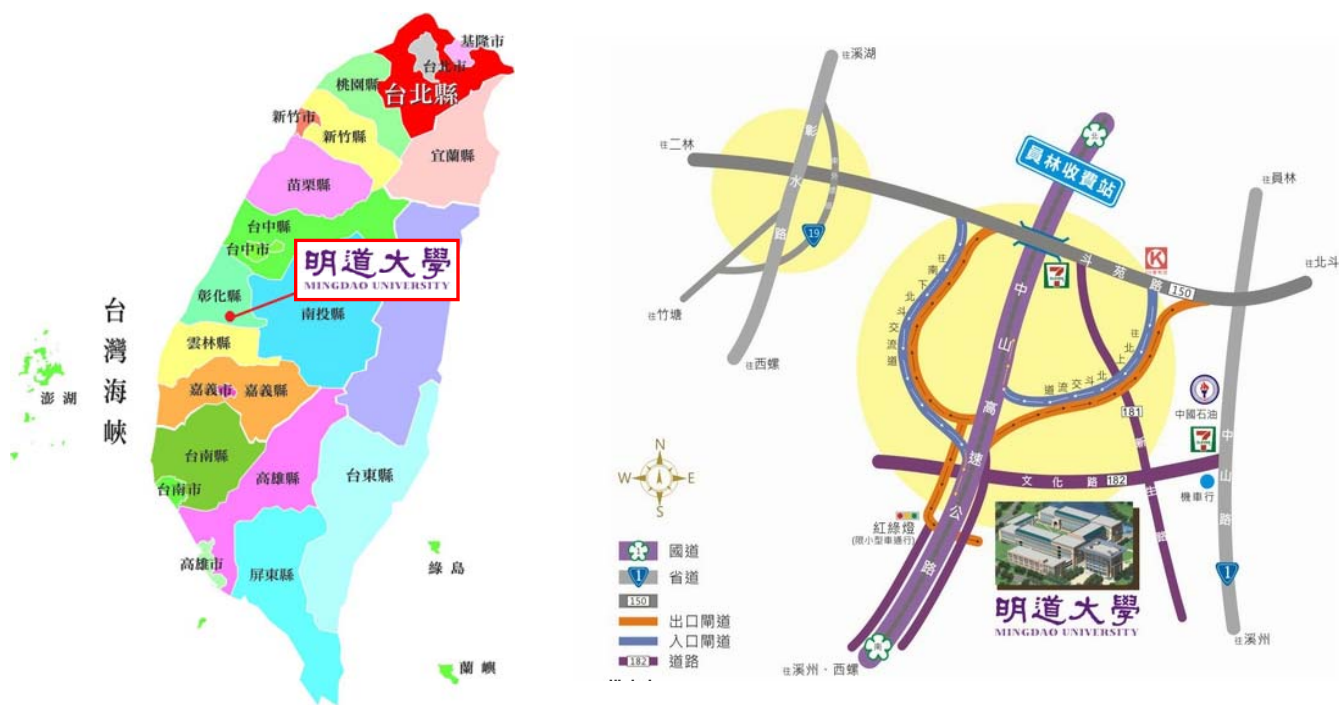 基隆市
台北市
桃園縣
台北縣
新竹市
新竹縣
宜蘭縣
苗栗縣
台中縣
台中市
明道大學
MINGDAO UNIVERSITY
彰化縣
南投縣
雲林縣
台灣海峽
澎湖
嘉義市
嘉義縣
台南縣
台南市
高雄縣
台東縣
高雄市
屏東縣
綠島
蘭嶼
往溪湖
北
員林收費站
往二林
彰水路
19
往員林
往竹塘
往西螺
往南下北斗交流道
中山高速公路
7
K
斗苑路
150
往北斗
往北上北斗交流道
181
新生路
中國石油
7
中山路
機車行
文化路
182
N
W
E
S
紅綠燈
(限小型車通行)
明道大學
MINGDAO UNIVERSITY
1
往溪州
南
往溪州、西螺
1
國道
1
省道
150
出口閘道
入口閘道
182
道路